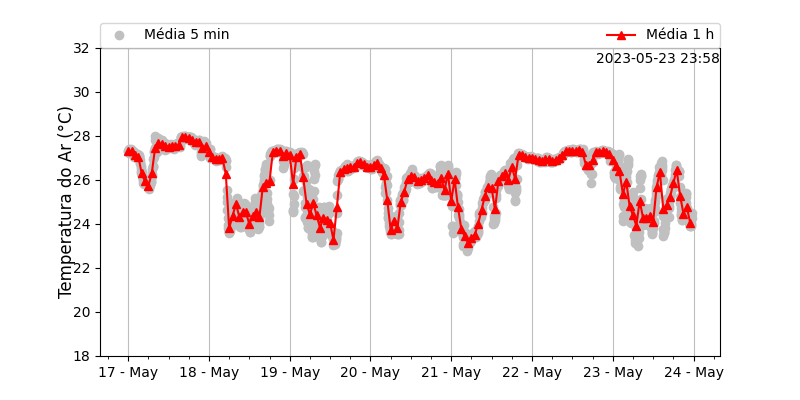 Média 5 min
Média 1 h
2023-05-23 23:58
Temperatura do Ar (°C)
32
30
28
26
24
22
20
18
17 - May
18 - May
19 - May
20 - May
21 - May
22 - May
23 - May
24 - May